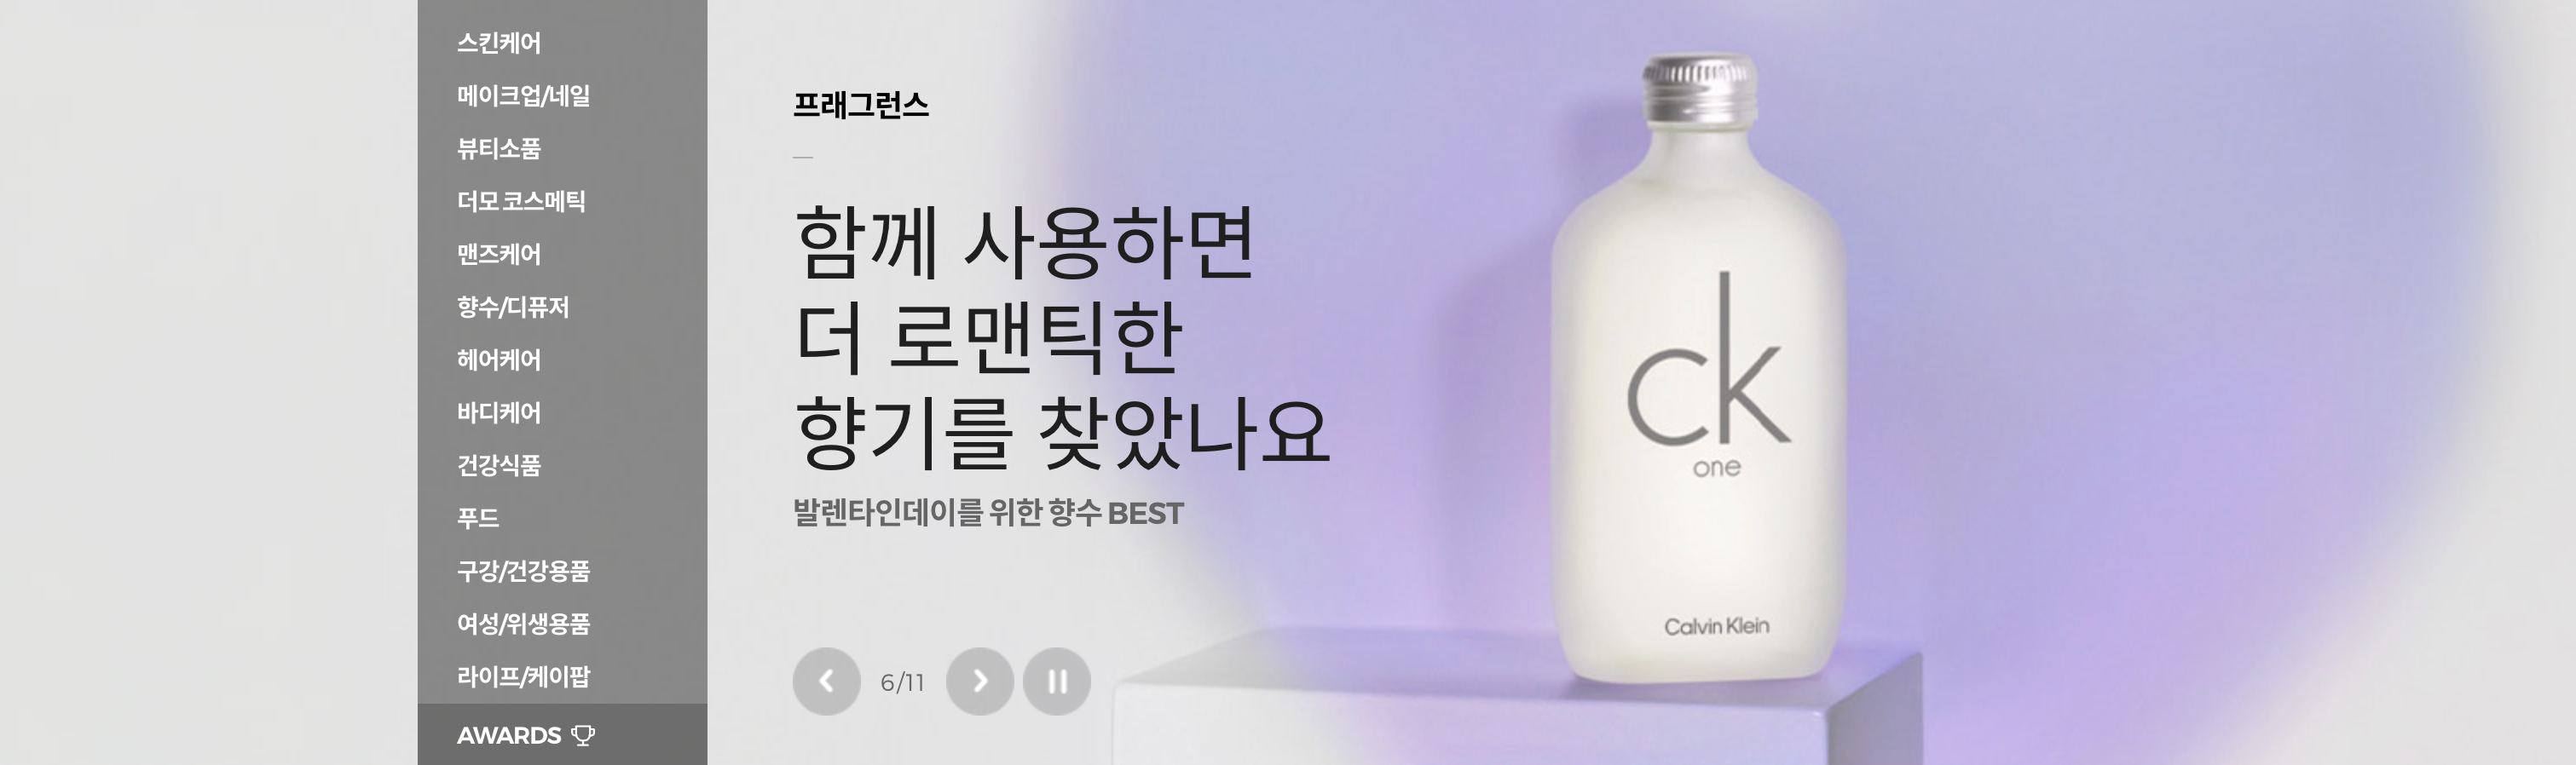 스킨케어
메이크업/네일
뷰티소품
더모 코스메틱
맨즈케어
향수/디퓨저
헤어케어
바디케어
건강식품
푸드
구강/건강용품
여성/위생용품
라이프/케이팝
AWARDS
프래그런스
함께 사용하면
더 로맨틱한
향기를 찾았나요
발렌타인데이를 위한 향수 BEST
6/11
ck
one
Calvin Klein